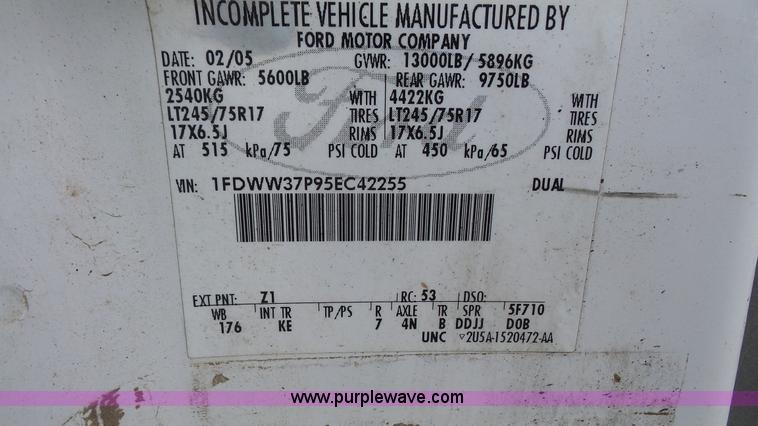 INCOMPLETE VEHICLE MANUFACTURED BY
FORD MOTOR COMPANY
DATE: 02/05 GVWR: 13000LB/ 5896KG
FRONT GAWR: 5600LB REAR GAWR: 9750LB
2540KG WITH 4422KG WITH
LT245/75R17 TIRES LT245/75R17 TIRES
17X6.5J RIMS 17X6.5J RIMS
AT 515 kPa/75 PSI COLD AT 450 kPa/65 PSI COLD
Ford
VIN: 1FDWW37P95EC42255 DUAL
EXT PNT: Z1 RC: 53 DSO:
WB INT TR TP/PS R AXLE TR SPR 5F710
176 KE 7 4N B DDJJ DOB
UNC ▽2U5A-1520472-AA
www.purplewave.com